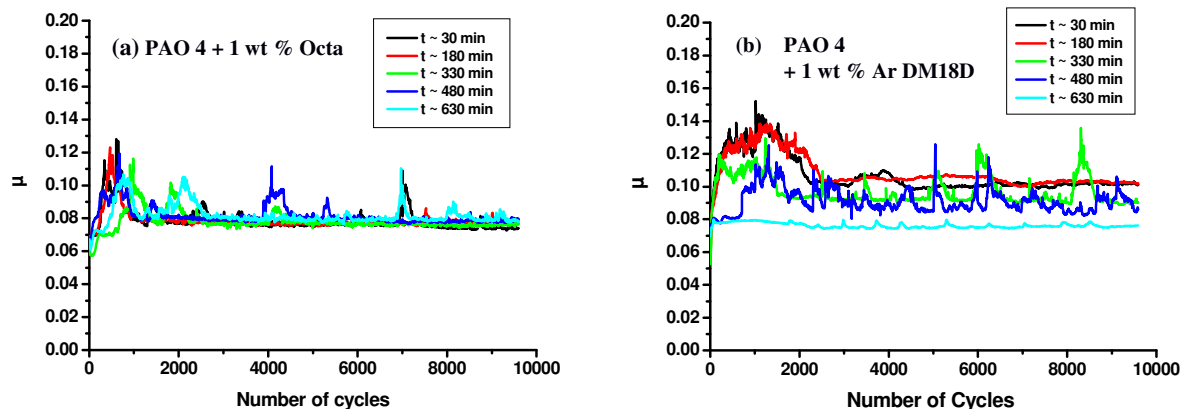 (a) PAO 4 + 1 wt % Octa
t ~ 30 min
t ~ 180 min
t ~ 330 min
t ~ 480 min
t ~ 630 min
0.20
0.18
0.16
0.14
0.12
0.10
0.08
0.06
0.04
0.02
0.00
µ
0 2000 4000 6000 8000 10000
Number of cycles
(b) PAO 4
+ 1 wt % Ar DM18D
t ~ 30 min
t ~ 180 min
t ~ 330 min
t ~ 480 min
t ~ 630 min
0.20
0.18
0.16
0.14
0.12
0.10
0.08
0.06
0.04
0.02
0.00
µ
0 2000 4000 6000 8000 10000
Number of Cycles